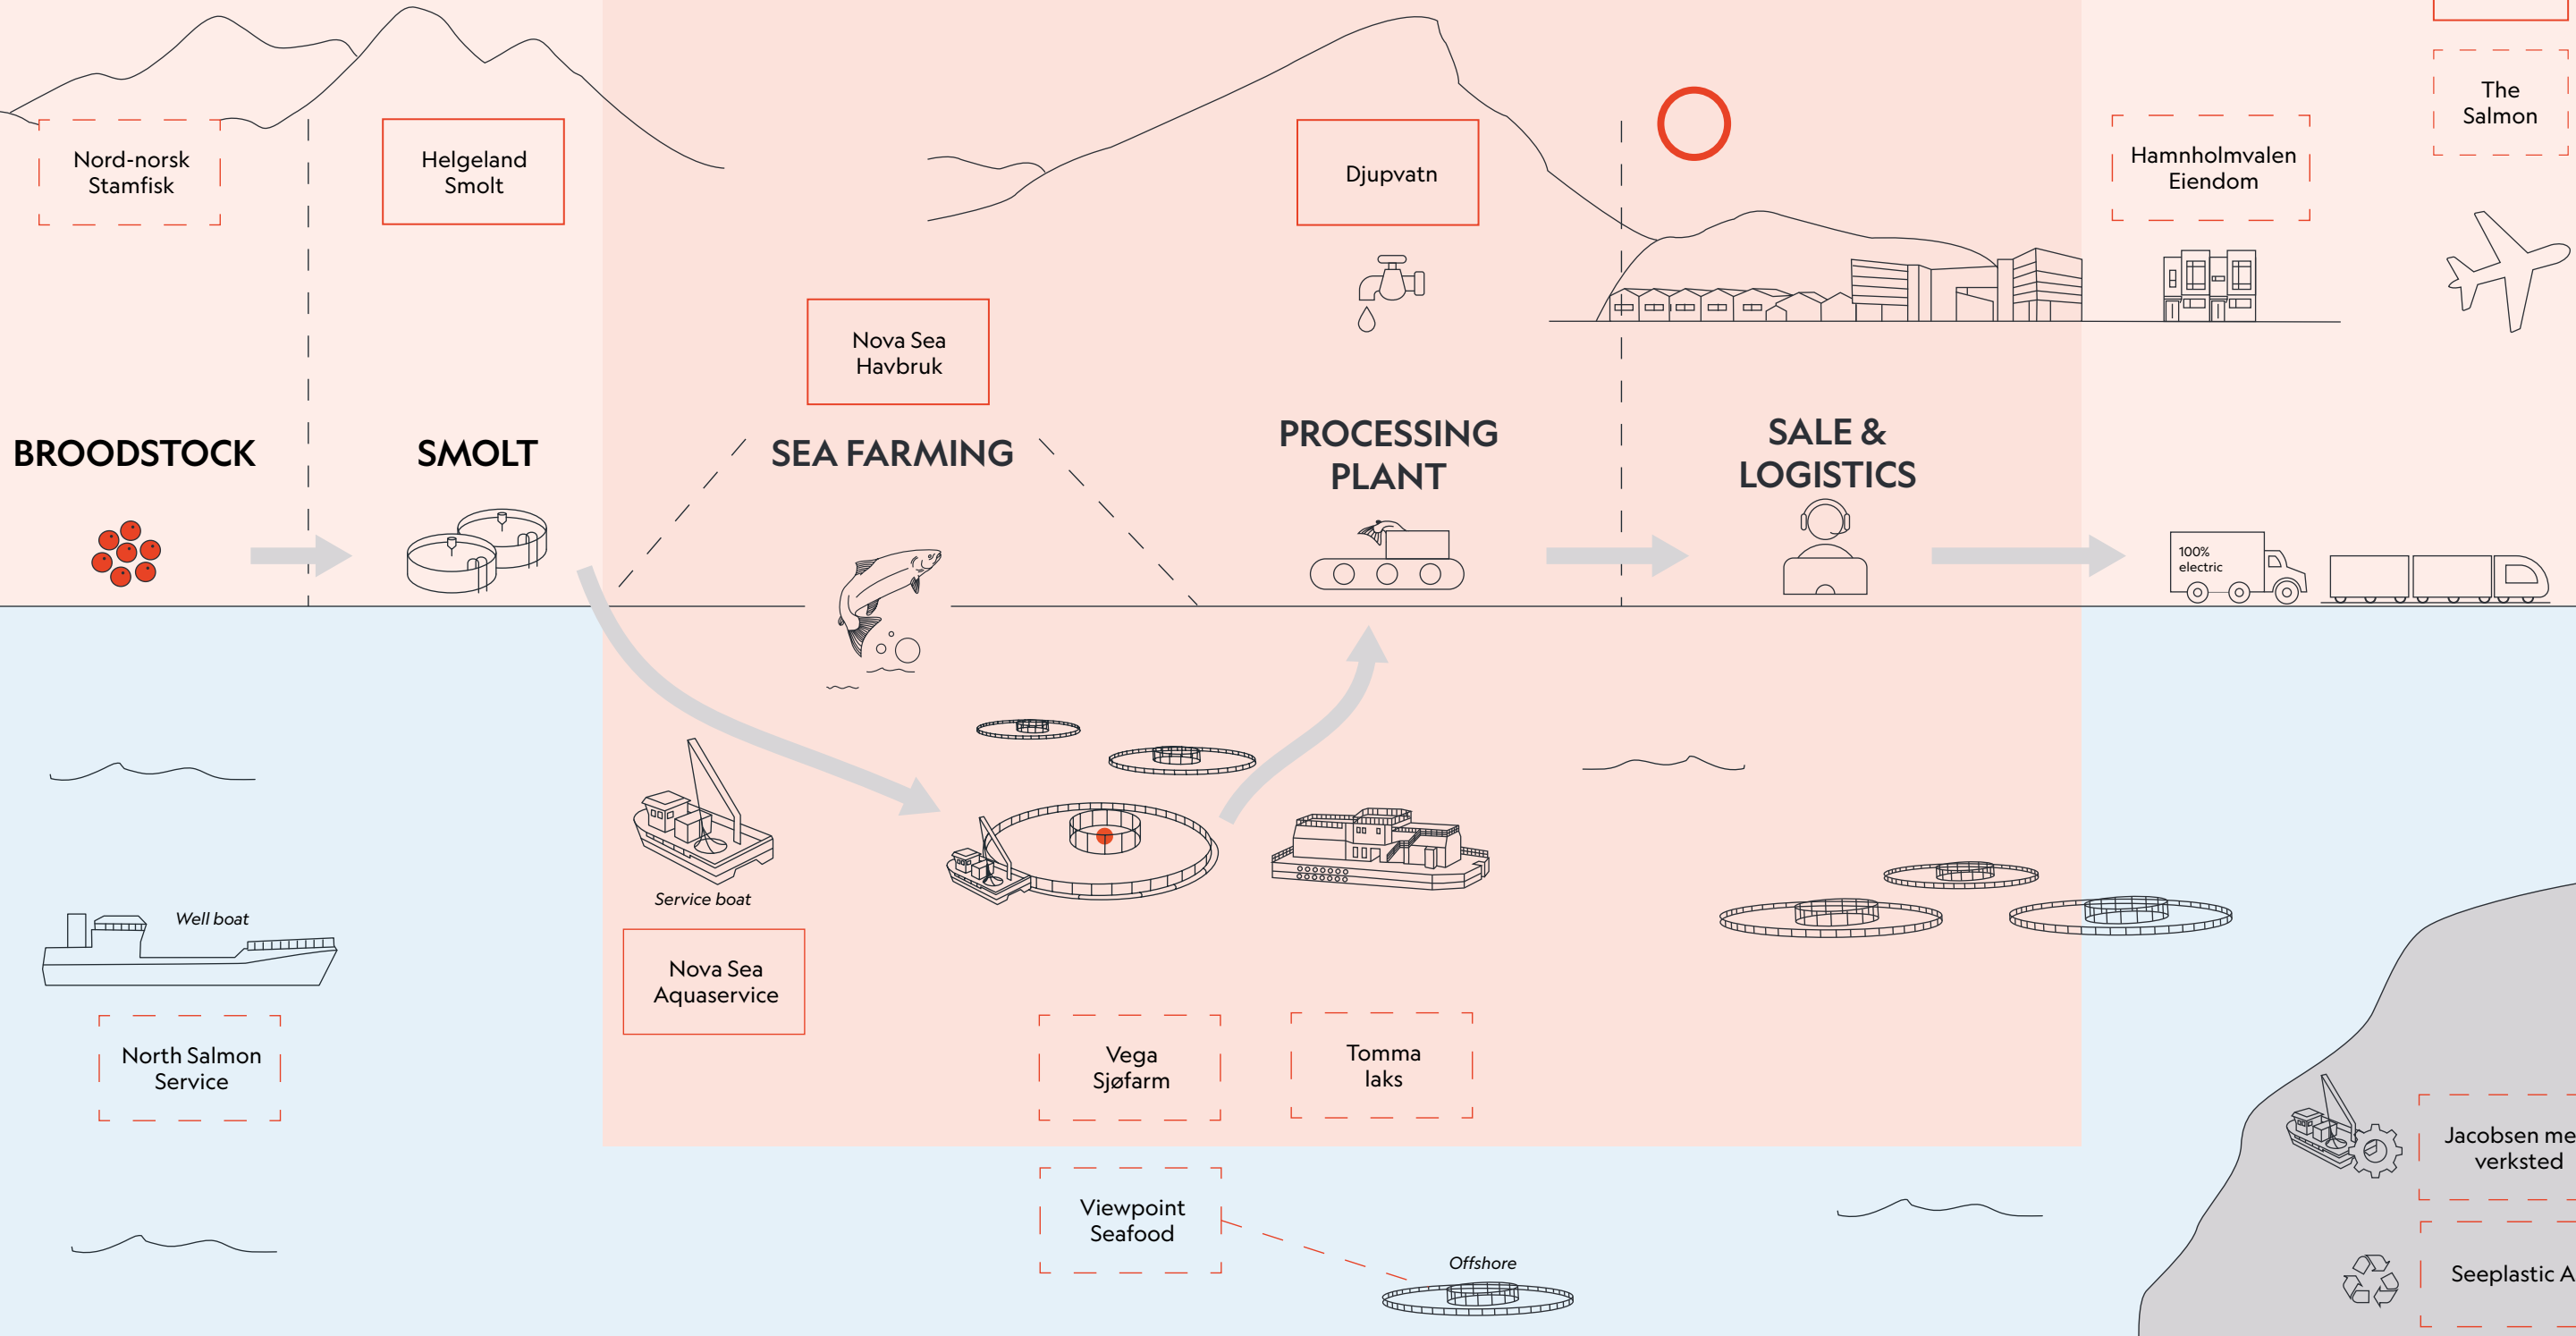 The
Salmon
Nord-norsk
Stamfisk
Helgeland
Smolt
Djupvatn
Hamnholmvalen
Eiendom
Nova Sea
Havbruk
BROODSTOCK
SMOLT
SEA FARMING
PROCESSING
PLANT
SALE &
LOGISTICS
100%
electric
Service boat
Well boat
Nova Sea
Aquaservice
North Salmon
Service
Vega
Sjøfarm
Tomma
laks
Jacobsen me
verksted
Viewpoint
Seafood
Offshore
Seeplastic A